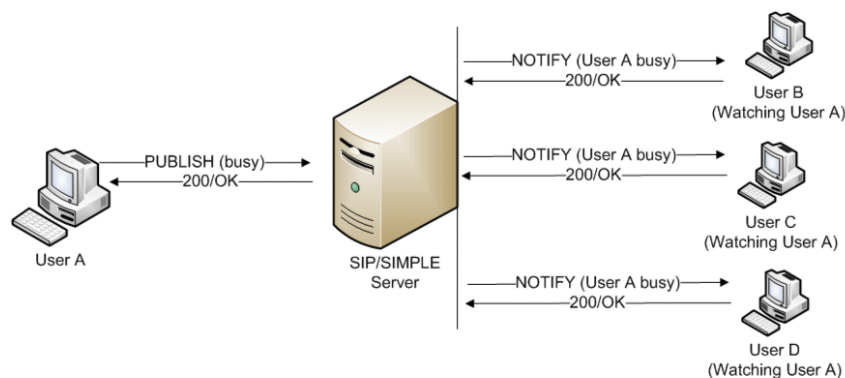 PUBLISH (busy)
200/OK
User A
SIP/SIMPLE
Server
NOTIFY (User A busy)
200/OK
User B
(Watching User A)
NOTIFY (User A busy)
200/OK
User C
(Watching User A)
NOTIFY (User A busy)
200/OK
User D
(Watching User A)